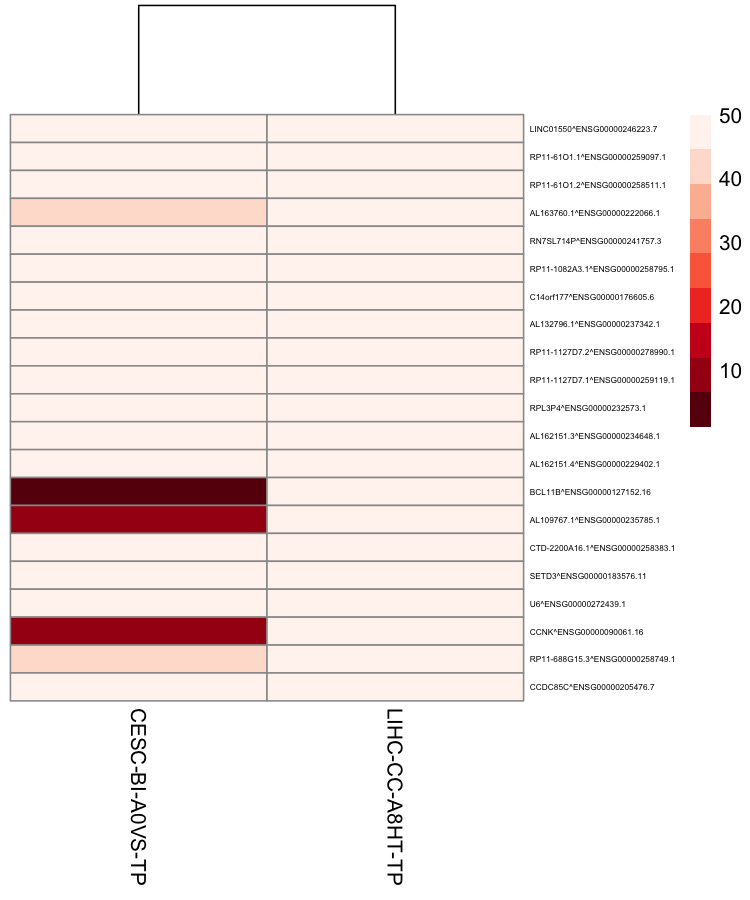 LINC01550^ENSG00000246223.7
RP11-61O1.1^ENSG00000259097.1
RP11-61O1.2^ENSG00000258511.1
AL163760.1^ENSG00000222066.1
RN7SL714P^ENSG00000241757.3
RP11-1082A3.1^ENSG00000258795.1
C14orf177^ENSG00000176605.6
AL132796.1^ENSG00000237342.1
RP11-1127D7.2^ENSG00000278990.1
RP11-1127D7.1^ENSG00000259119.1
RPL3P4^ENSG00000232573.1
AL162151.3^ENSG00000234648.1
AL162151.4^ENSG00000229402.1
BCL11B^ENSG00000127152.16
AL109767.1^ENSG00000235785.1
CTD-2200A16.1^ENSG00000258383.1
SETD3^ENSG00000183576.11
U6^ENSG00000272439.1
CCNK^ENSG00000090061.16
RP11-688G15.3^ENSG00000258749.1
CCDC85C^ENSG00000205476.7
50
40
30
20
10
CESC-BI-A0VS-TP
LIHC-CC-A8HT-TP